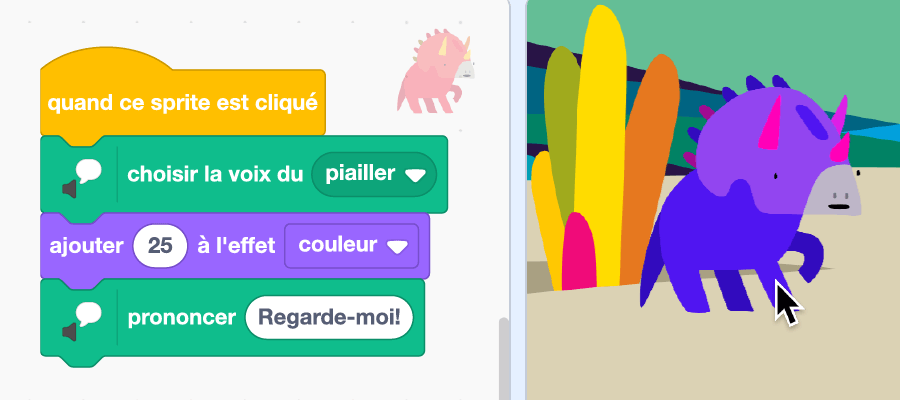 quand ce sprite est cliqué
choisir la voix du piailler
ajouter 25 à l'effet couleur
prononcer Regarde-moi!